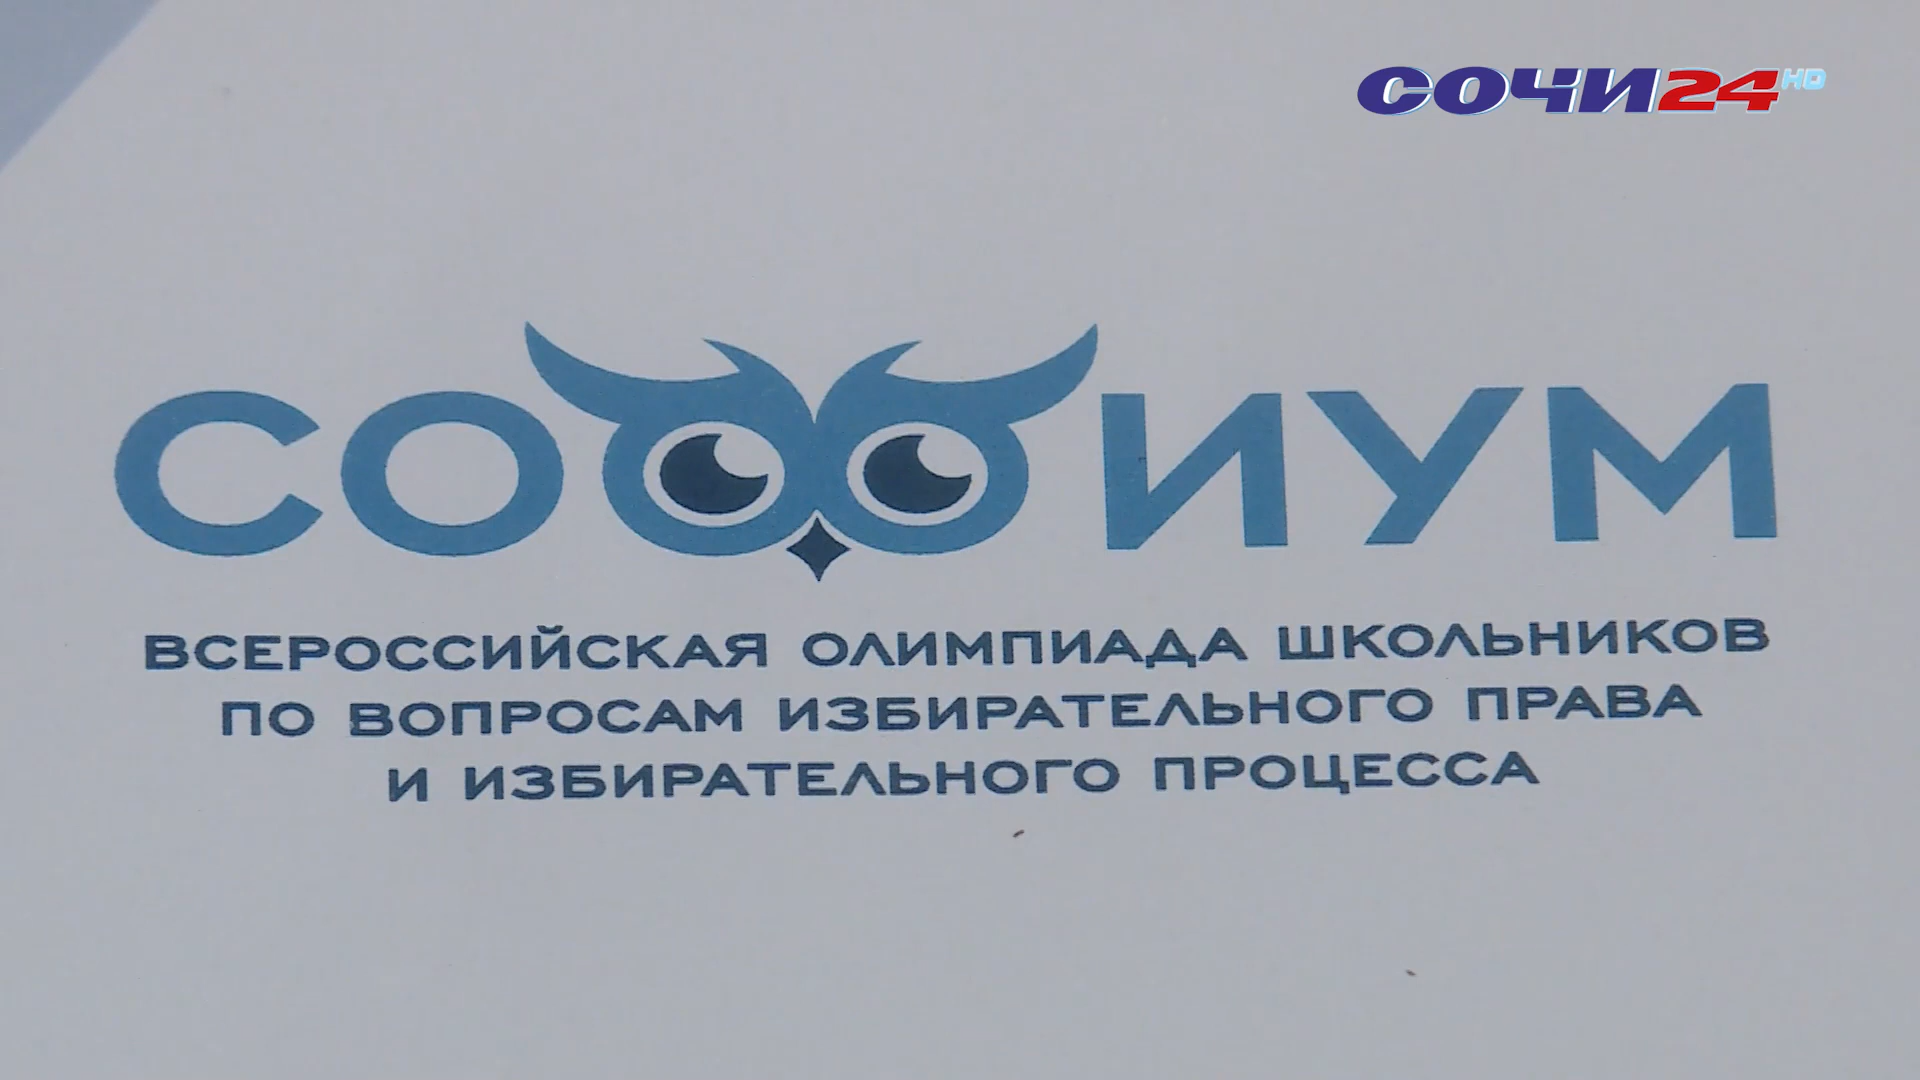 СОЧИ24HD
СОФИУМ
ВСЕРОССИЙСКАЯ ОЛИМПИАДА ШКОЛЬНИКОВ
ПО ВОПРОСАМ ИЗБИРАТЕЛЬНОГО ПРАВА
И ИЗБИРАТЕЛЬНОГО ПРОЦЕССА